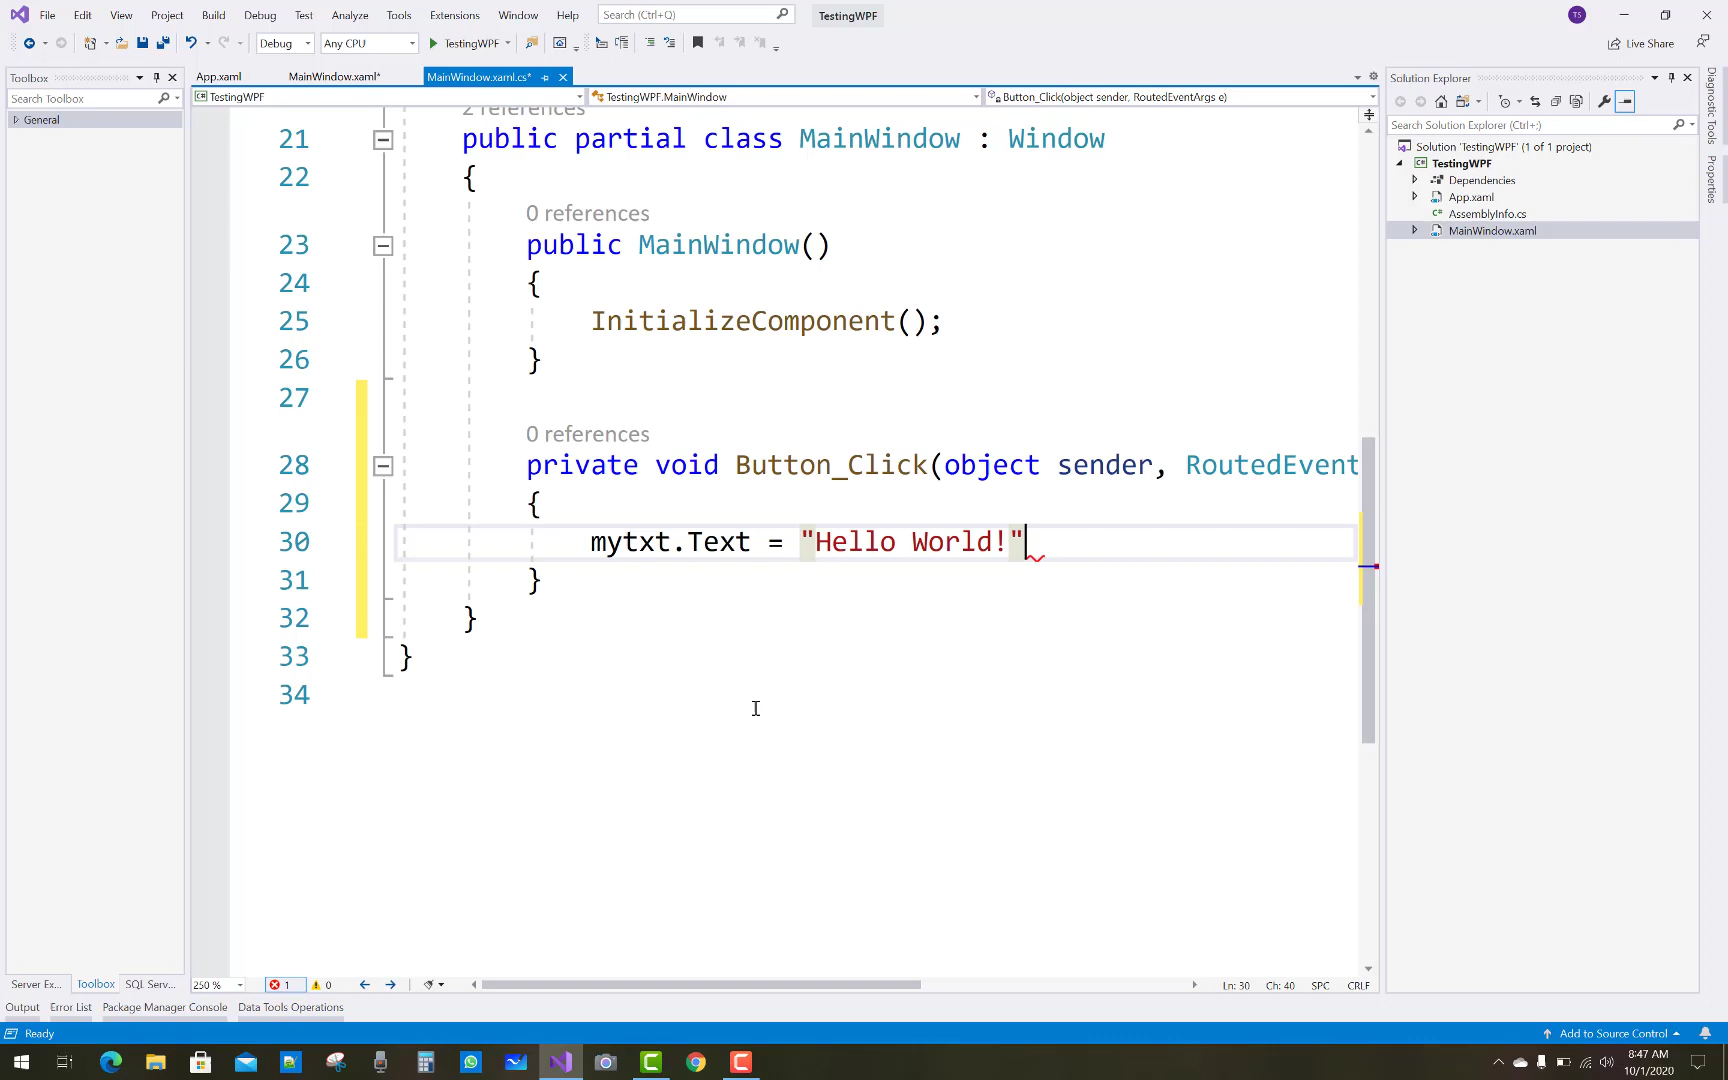 File Edit View Project Build Debug Test Analyze Tools Extensions Window Help Search (Ctrl+Q) TestingWPF TS
Debug Any CPU TestingWPF Live Share
Toolbox App.xaml MainWindow.xaml* MainWindow.xaml.cs* Solution Explorer
Search Toolbox TestingWPF TestingWPF.MainWindow Button_Click(object sender, RoutedEventArgs e)
General
Search Solution Explorer (Ctrl+;)
Solution 'TestingWPF' (1 of 1 project)
TestingWPF
Dependencies
App.xaml
AssemblyInfo.cs
MainWindow.xaml
Diagnostic Tools
Properties
2 references
21 public partial class MainWindow : Window
22 {
0 references
23 public MainWindow()
24 {
25 InitializeComponent();
26 }
27
0 references
28 private void Button_Click(object sender, RoutedEvent
29 {
30 mytxt.Text = "Hello World!"
31 }
32 }
33 }
34
Server Ex... Toolbox SQL Serv... 250 % 1 0 Ln: 30 Ch: 40 SPC CRLF
Output Error List Package Manager Console Data Tools Operations
Ready Add to Source Control
8:47 AM
10/1/2020